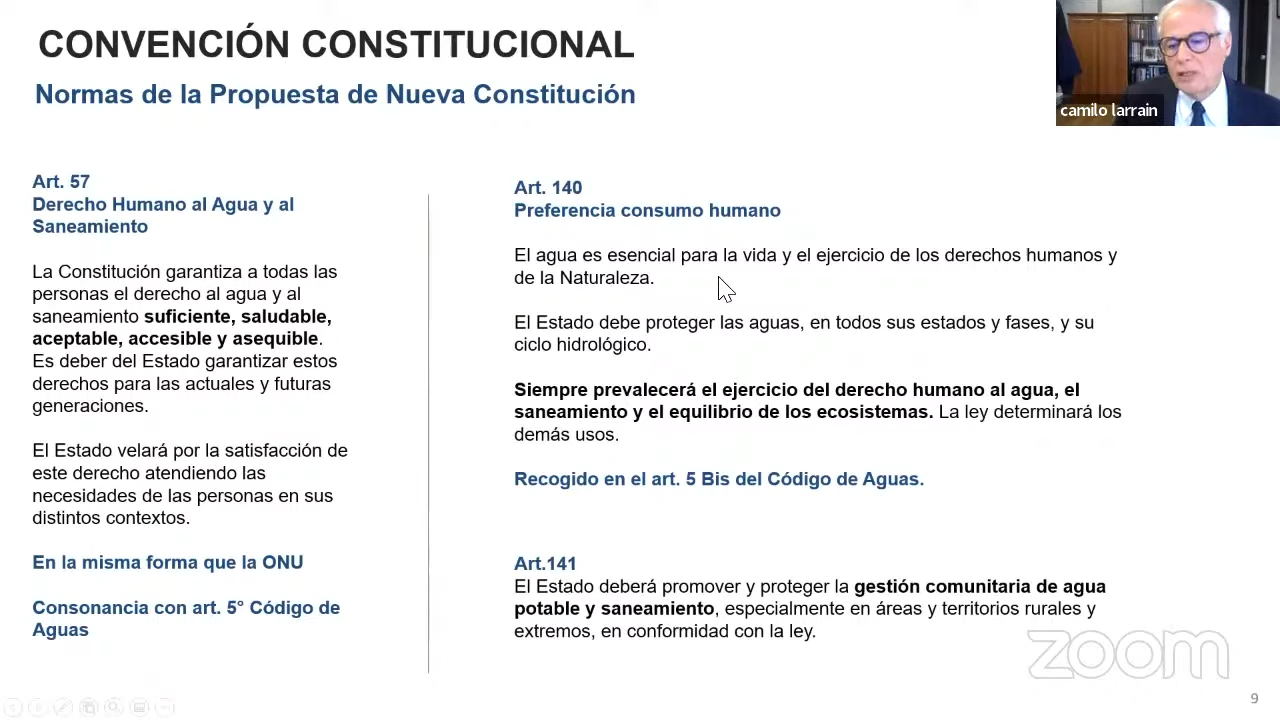 CONVENCIÓN CONSTITUCIONAL
Normas de la Propuesta de Nueva Constitución
camilo larrain
Art. 57
Derecho Humano al Agua y al
Saneamiento
La Constitución garantiza a todas las
personas el derecho al agua y al
saneamiento suficiente, saludable,
aceptable, accesible y asequible.
Es deber del Estado garantizar estos
derechos para las actuales y futuras
generaciones.
El Estado velará por la satisfacción de
este derecho atendiendo las
necesidades de las personas en sus
distintos contextos.
En la misma forma que la ONU
Consonancia con art. 5° Código de
Aguas
Art. 140
Preferencia consumo humano
El agua es esencial para la vida y el ejercicio de los derechos humanos y
de la Naturaleza.
El Estado debe proteger las aguas, en todos sus estados y fases, y su
ciclo hidrológico.
Siempre prevalecerá el ejercicio del derecho humano al agua, el
saneamiento y el equilibrio de los ecosistemas. La ley determinará los
demás usos.
Recogido en el art. 5 Bis del Código de Aguas.
Art.141
El Estado deberá promover y proteger la gestión comunitaria de agua
potable y saneamiento, especialmente en áreas y territorios rurales y
extremos, en conformidad con la ley.
zoom
9